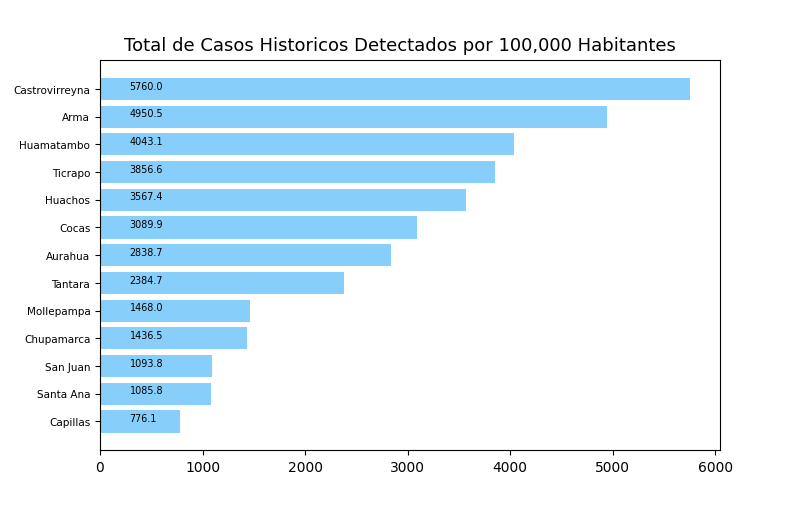 Total de Casos Historicos Detectados por 100,000 Habitantes
Castrovirreyna 5760.0
Arma 4950.5
Huamatambo 4043.1
Ticrapo 3856.6
Huachos 3567.4
Cocas 3089.9
Aurahua 2838.7
Tantara 2384.7
Mollepampa 1468.0
Chupamarca 1436.5
San Juan 1093.8
Santa Ana 1085.8
Capillas 776.1
0 1000 2000 3000 4000 5000 6000